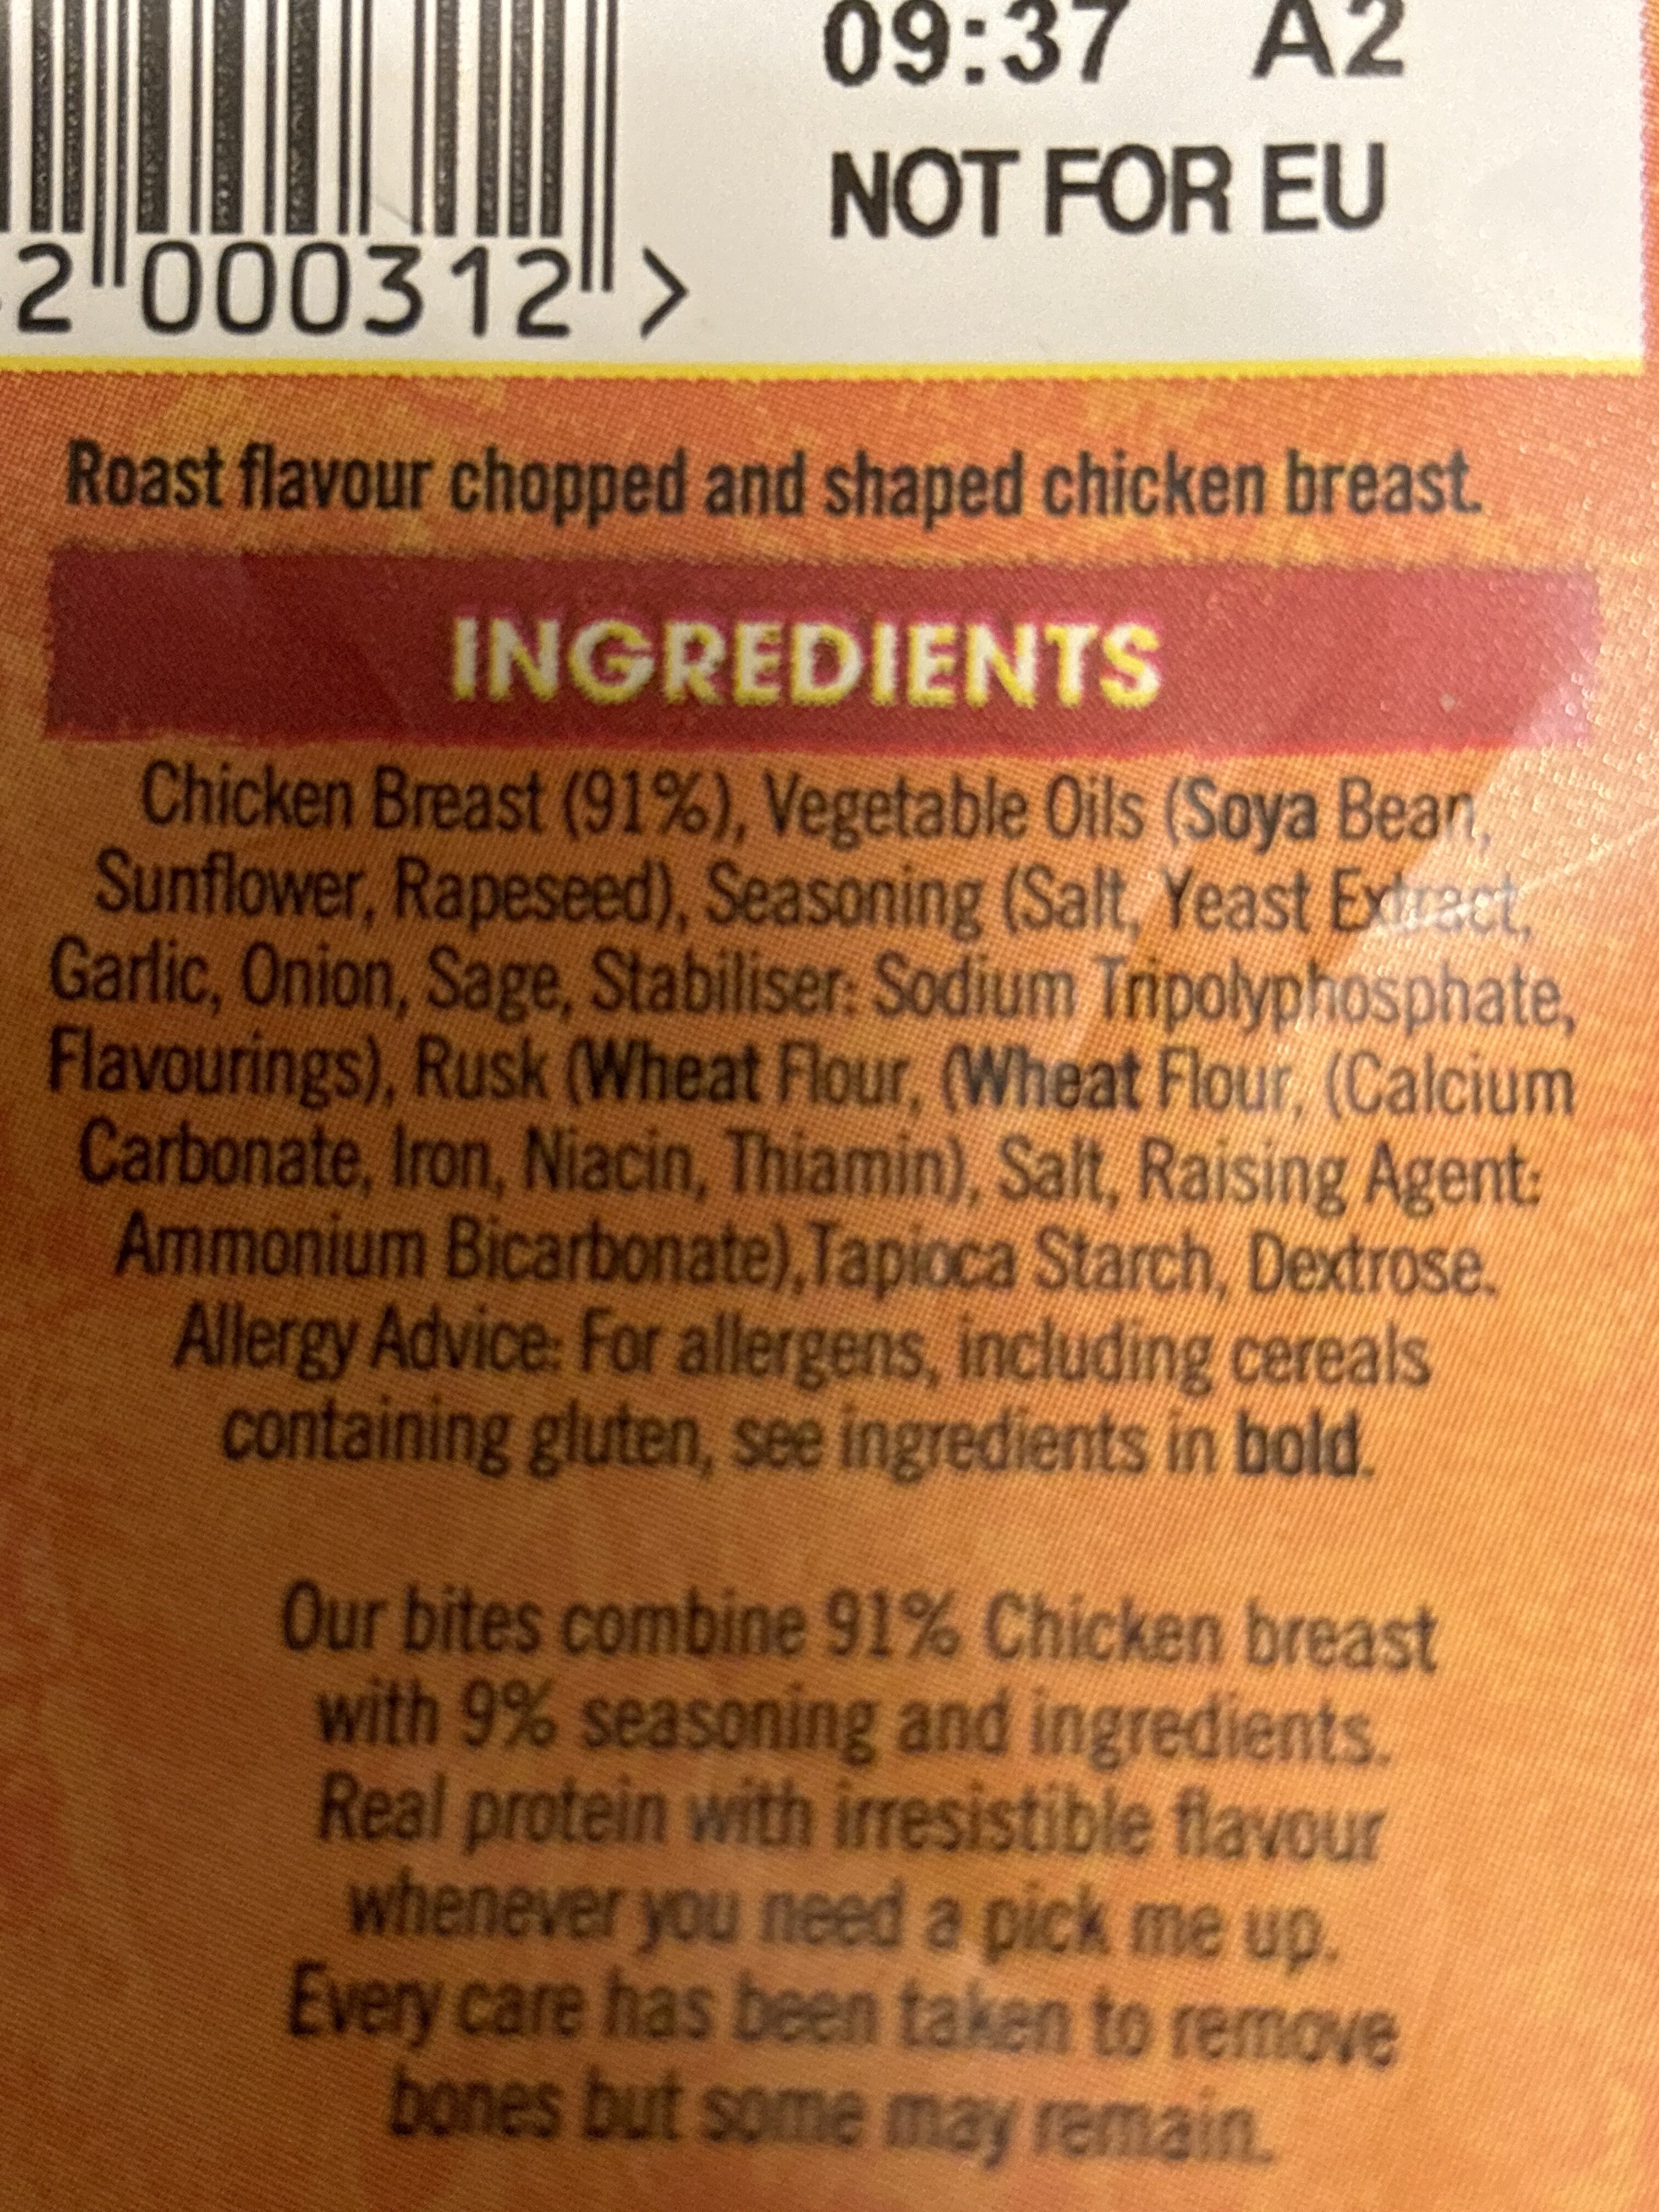 09:37 A2
NOT FOR EU
2 000312 >
Roast flavour chopped and shaped chicken breast.
INGREDIENTS
Chicken Breast (91%), Vegetable Oils (Soya Bean,
Sunflower, Rapeseed), Seasoning (Salt, Yeast Extract,
Garlic, Onion, Sage, Stabiliser: Sodium Tripolyphosphate,
Flavourings), Rusk (Wheat Flour, (Wheat Flour, (Calcium
Carbonate, Iron, Niacin, Thiamin), Salt, Raising Agent:
Ammonium Bicarbonate),Tapioca Starch, Dextrose.
Allergy Advice: For allergens, including cereals
containing gluten, see ingredients in bold.
Our bites combine 91% Chicken breast
with 9% seasoning and ingredients.
Real protein with irresistible flavour
whenever you need a pick me up.
Every care has been taken to remove
bones but some may remain.